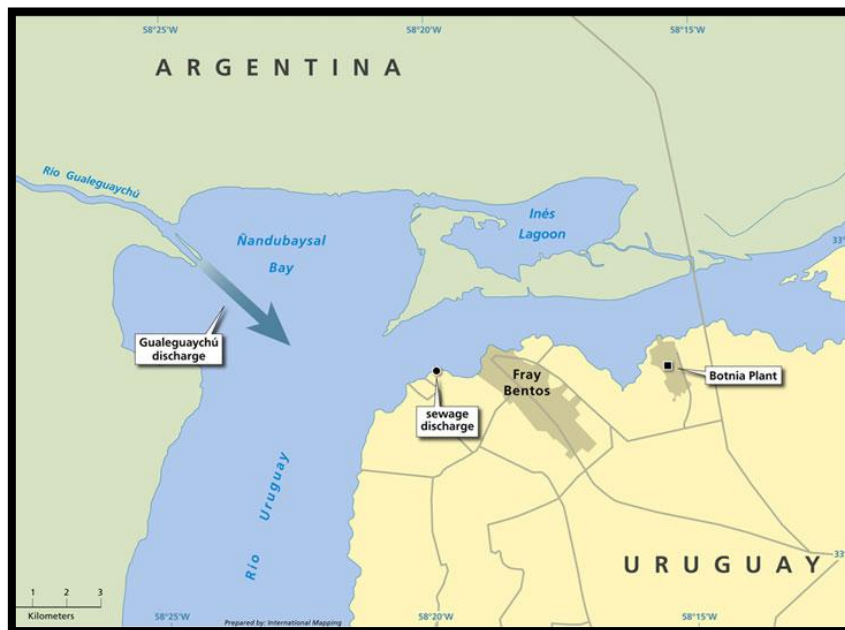 58°25'W
58°20'W
58°15'W
ARGENTINA
Río Gualeguaychú
Ñandubaysal
Bay
Inés
Lagoon
33°
Gualeguaychú
discharge
Fray
Bentos
Botnia Plant
sewage
discharge
Río Uruguay
URUGUAY
33°
1 2 3
Kilometers
58°25'W
Prepared by: International Mapping
58°20'W
58°15'W